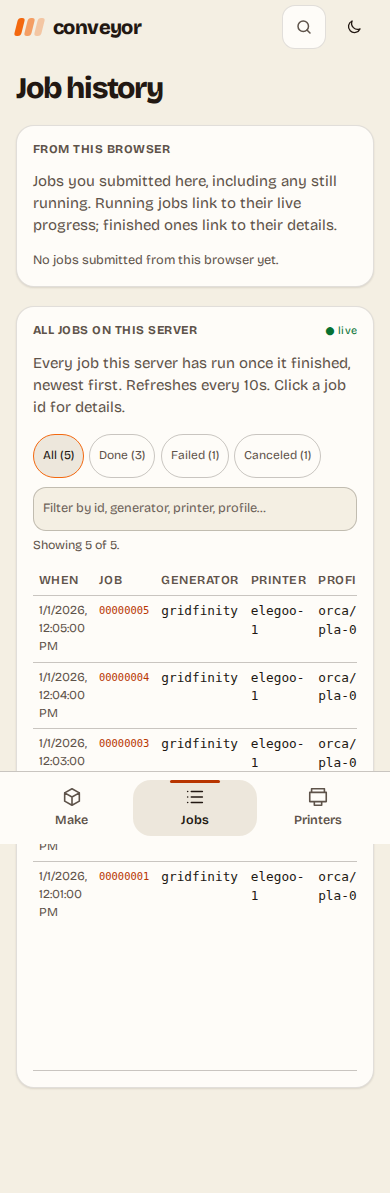 conveyor
Job history
FROM THIS BROWSER
Jobs you submitted here, including any still
running. Running jobs link to their live
progress; finished ones link to their details.
No jobs submitted from this browser yet.
ALL JOBS ON THIS SERVER
live
Every job this server has run once it finished,
newest first. Refreshes every 10s. Click a job
id for details.
All (5) Done (3) Failed (1) Canceled (1)
Filter by id, generator, printer, profile...
Showing 5 of 5.
WHEN JOB GENERATOR PRINTER PROFI
1/1/2026, 00000005 gridfinity elegoo- orca/
12:05:00 1 pla-0
PM
1/1/2026, 00000004 gridfinity elegoo- orca/
12:04:00 1 pla-0
PM
1/1/2026, 00000003 gridfinity elegoo- orca/
12:03:00 1 pla-0
Make Jobs Printers
PM
1/1/2026, 00000001 gridfinity elegoo- orca/
12:01:00 1 pla-0
PM